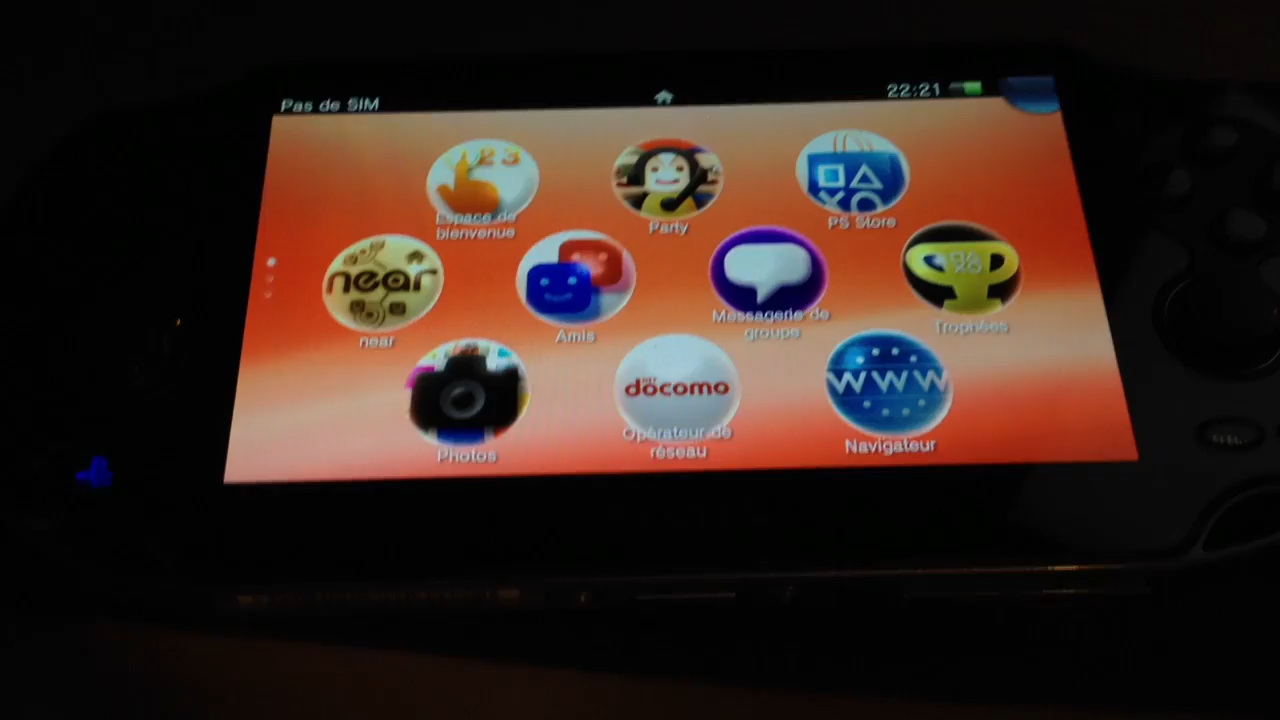 Pas de SIM
22:21
123
Espace de
bienvenue
Party
PS Store
near
near
Amis
Messagerie de
groupe
Trophées
Photos
docomo
Opérateur de
réseau
WWW
Navigateur